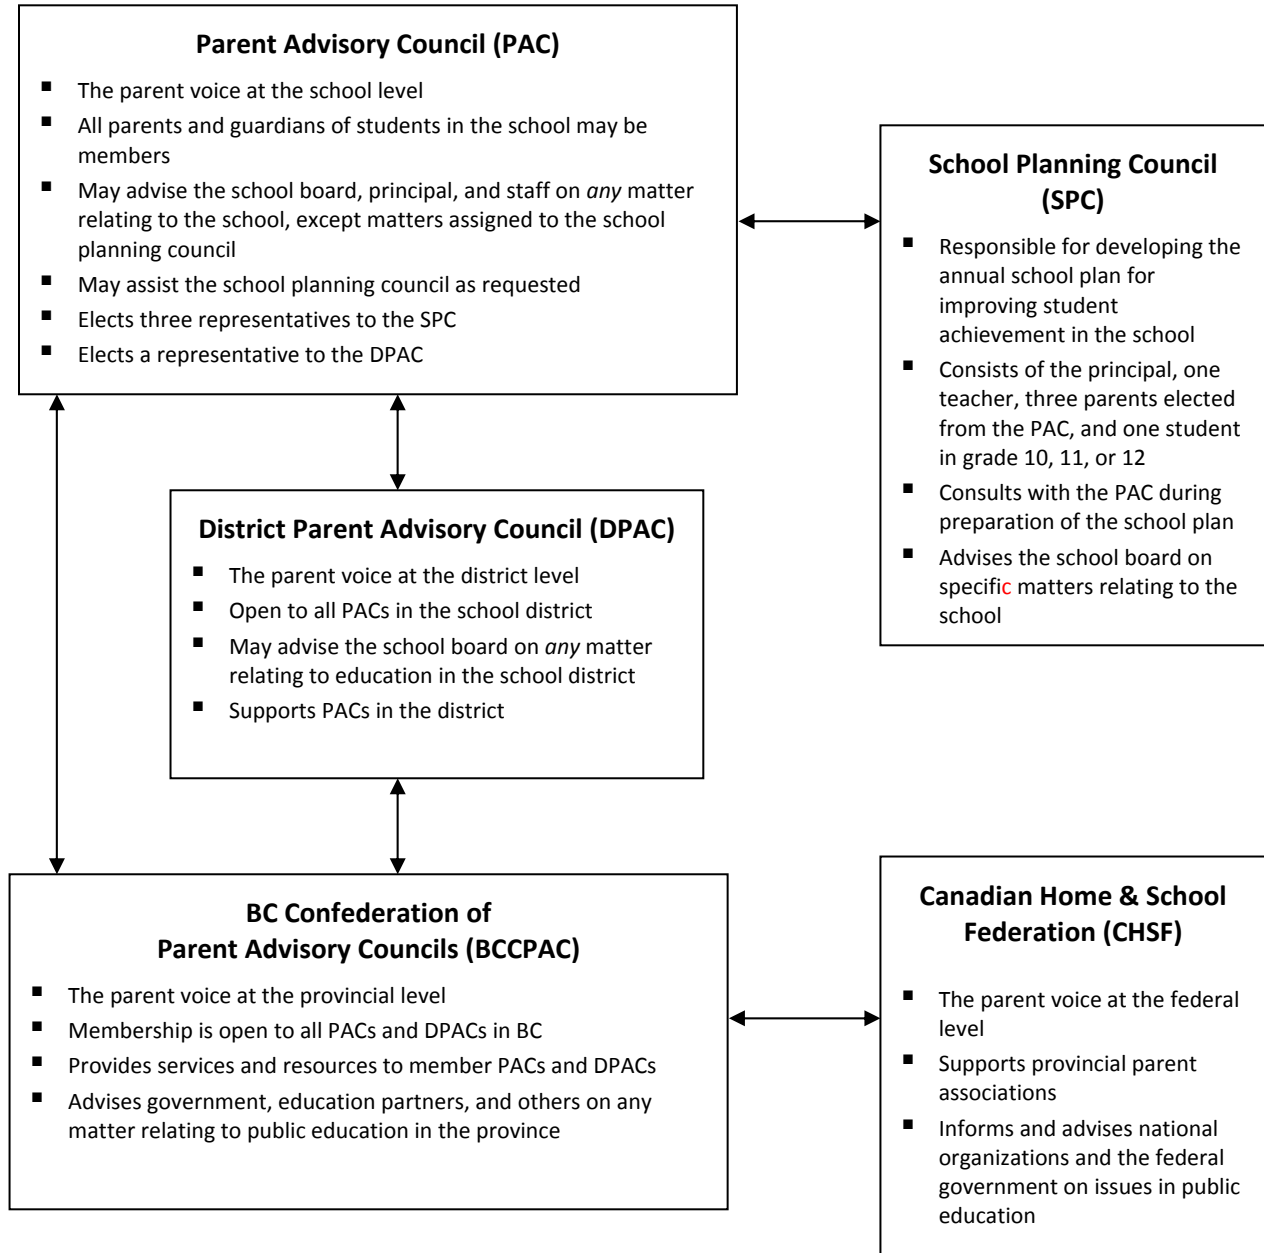 Parent Advisory Council (PAC)
▪ The parent voice at the school level
▪ All parents and guardians of students in the school may be
members
▪ May advise the school board, principal, and staff on any matter
relating to the school, except matters assigned to the school
planning council
▪ May assist the school planning council as requested
▪ Elects three representatives to the SPC
▪ Elects a representative to the DPAC
School Planning Council
(SPC)
▪ Responsible for developing the
annual school plan for
improving student
achievement in the school
▪ Consists of the principal, one
teacher, three parents elected
from the PAC, and one student
in grade 10, 11, or 12
▪ Consults with the PAC during
preparation of the school plan
▪ Advises the school board on
specific matters relating to the
school
District Parent Advisory Council (DPAC)
▪ The parent voice at the district level
▪ Open to all PACs in the school district
▪ May advise the school board on any matter
relating to education in the school district
▪ Supports PACs in the district
BC Confederation of
Parent Advisory Councils (BCCPAC)
▪ The parent voice at the provincial level
▪ Membership is open to all PACs and DPACs in BC
▪ Provides services and resources to member PACs and DPACs
▪ Advises government, education partners, and others on any
matter relating to public education in the province
Canadian Home & School
Federation (CHSF)
▪ The parent voice at the federal
level
▪ Supports provincial parent
associations
▪ Informs and advises national
organizations and the federal
government on issues in public
education